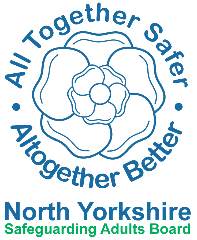 All Together Safer
• Altogether Better •
North Yorkshire
Safeguarding Adults Board